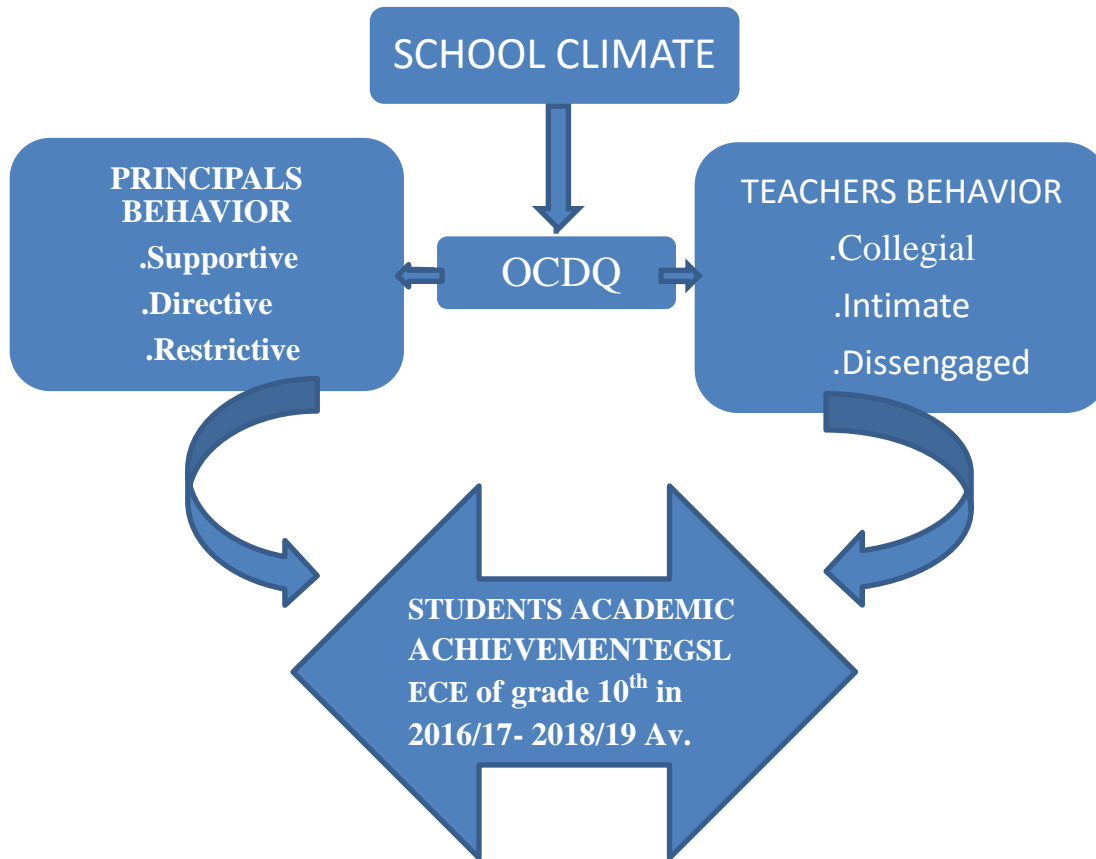 SCHOOL CLIMATE
PRINCIPALS
BEHAVIOR
.Supportive
.Directive
.Restrictive
OCDQ
TEACHERS BEHAVIOR
.Collegial
.Intimate
.Dissengaged
STUDENTS ACADEMIC
ACHIEVEMENTEGSL
ECE of grade 10th in
2016/17- 2018/19 Av.